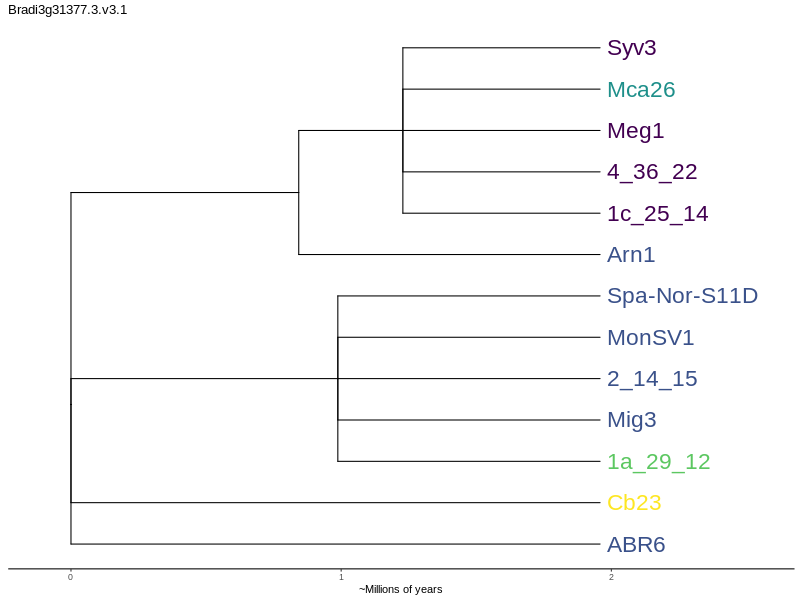 Bradi3g31377.3.v3.1
Syv3
Mca26
Meg1
4_36_22
1c_25_14
Arn1
Spa-Nor-S11D
MonSV1
2_14_15
Mig3
1a_29_12
Cb23
ABR6
0 1 2
~Millions of years